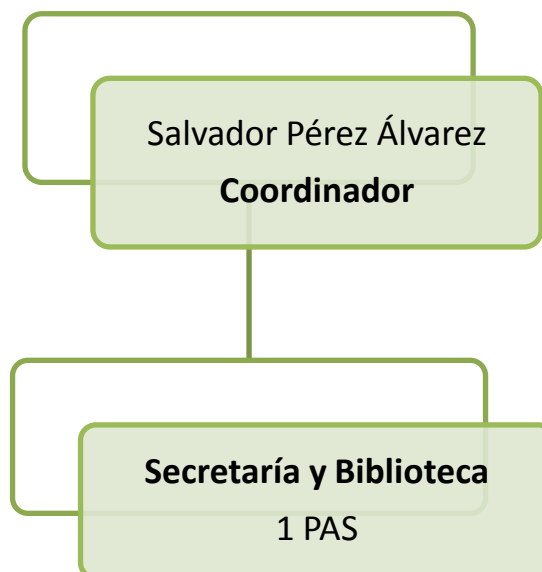 Salvador Pérez Álvarez
Coordinador
Secretaría y Biblioteca
1 PAS